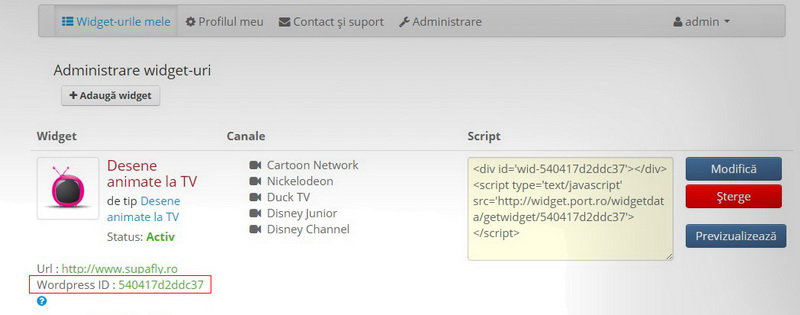 Widget-urile mele Profilul meu Contact și suport Administrare admin
Administrare widget-uri
+ Adaugă widget
Widget Canale Script
Desene
animate la TV
de tip Desene
animate la TV
Status: Activ
Url : http://www.supafly.ro
Wordpress ID : 540417d2ddc37
?
Cartoon Network
Nickelodeon
Duck TV
Disney Junior
Disney Channel
<div id='wid-540417d2ddc37'></div>
<script type='text/javascript'
src='http://widget.port.ro/widgetdat
a/getwidget/540417d2ddc37'>
</script>
Modifică
Șterge
Previzualizează